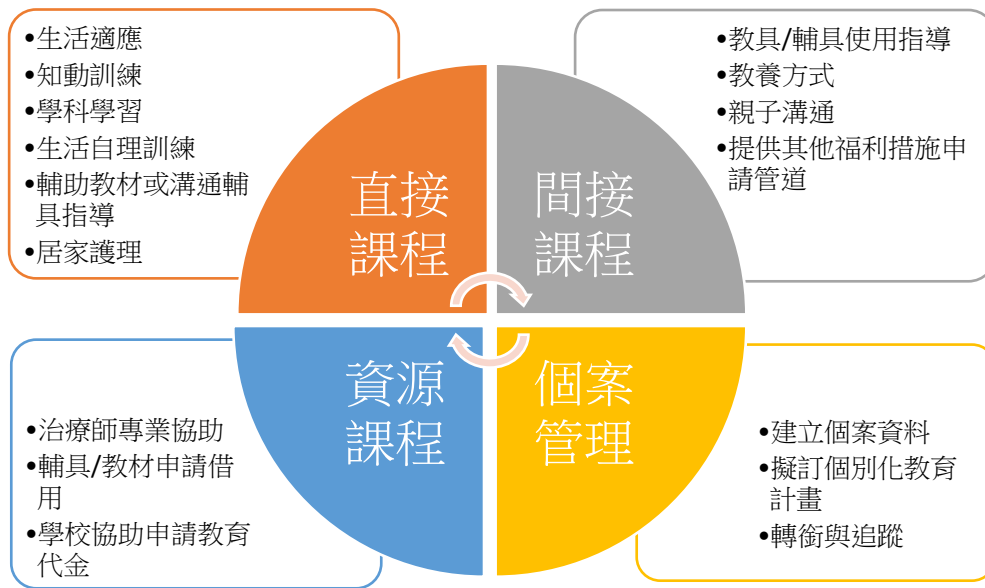 •生活適應
•知動訓練
•學科學習
•生活自理訓練
•輔助教材或溝通輔
具指導
•居家護理
直接
課程
•教具/輔具使用指導
•教養方式
•親子溝通
•提供其他福利措施申
請管道
間接
課程
•治療師專業協助
•輔具/教材申請借
用
•學校協助申請教育
代金
資源
課程
•建立個案資料
•擬訂個別化教育
計畫
•轉銜與追蹤
個案
管理